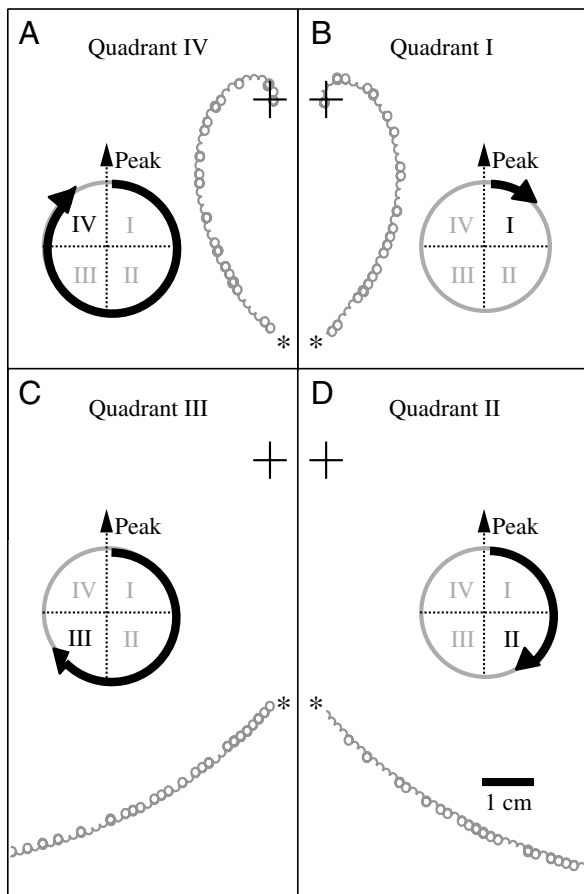 A
Quadrant IV
Peak
IV
I
III
II
*
B
Quadrant I
Peak
IV
I
III
II
*
C
Quadrant III
Peak
IV
I
III
II
*
D
Quadrant II
Peak
IV
I
III
II
*
1 cm